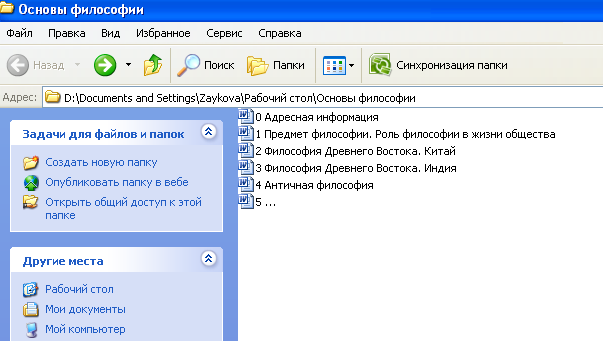 Основы философии
Файл Правка Вид Избранное Сервис Справка
Назад Поиск Папки Синхронизация папки
Адрес: D:\Documents and Settings\Zaykova\Рабочий стол\Основы философии
Задачи для файлов и папок
Создать новую папку
Опубликовать папку в вебе
Открыть общий доступ к этой
папке
Другие места
Рабочий стол
Мои документы
Мой компьютер
0 Адресная информация
1 Предмет философии. Роль философии в жизни общества
2 Философия Древнего Востока. Китай
3 Философия Древнего Востока. Индия
4 Античная философия
5 ...